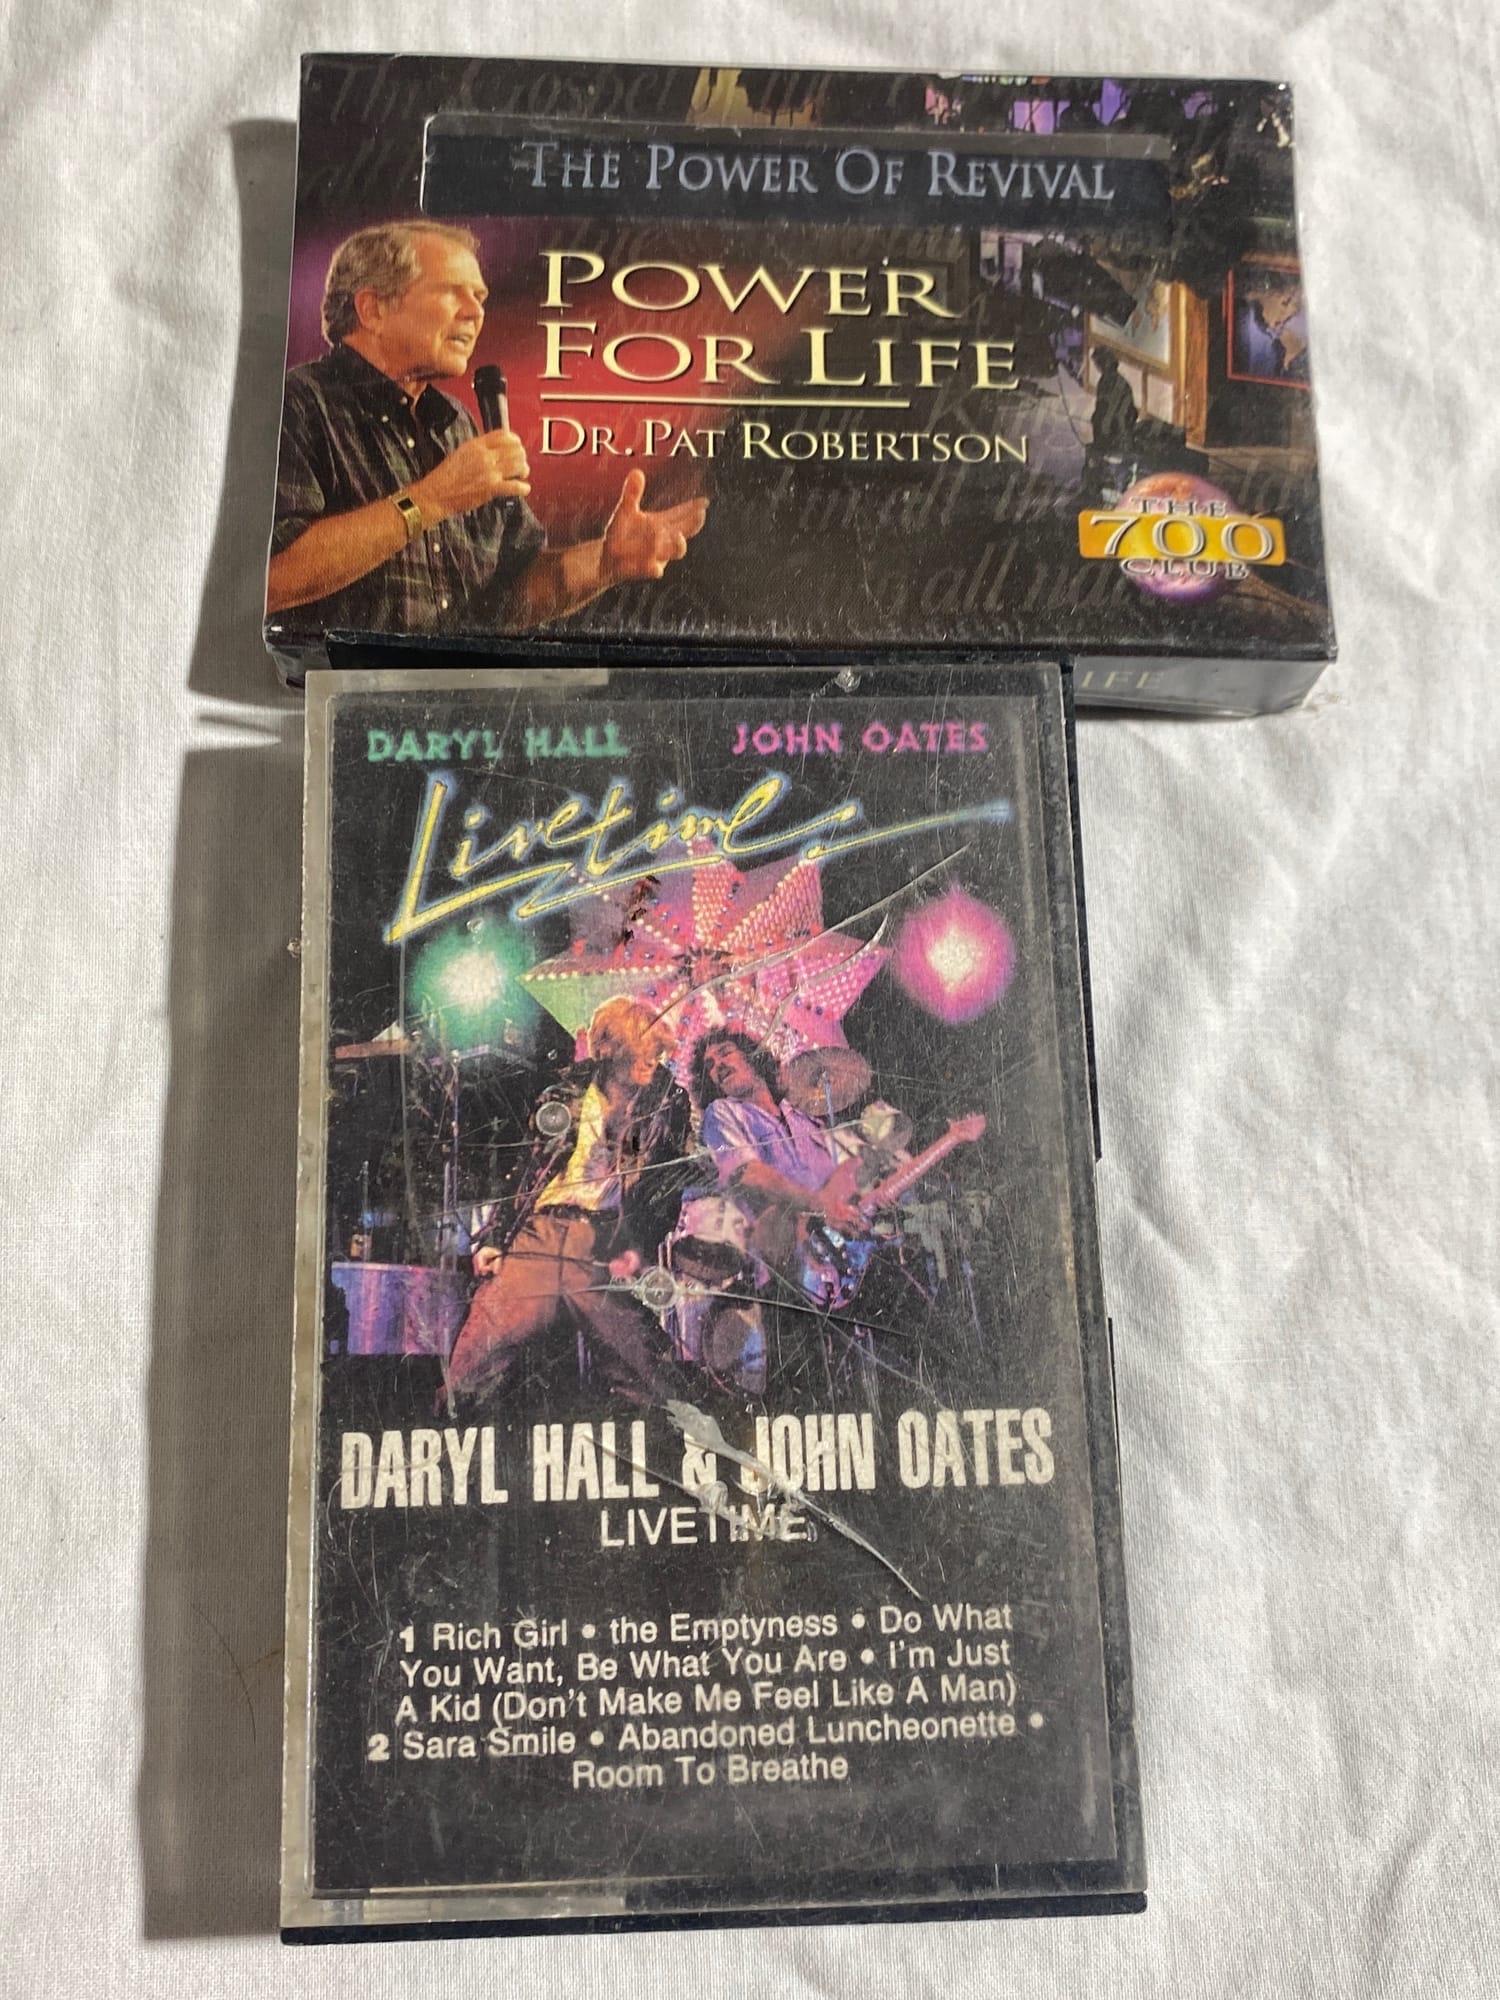 THE POWER OF REVIVAL
POWER
FOR LIFE
DR. PAT ROBERTSON
THE
700
CLUB
IFE
DARYL HALL JOHN OATES
Livetime
DARYL HALL & JOHN OATES
LIVETIME
1 Rich Girl • the Emptyness • Do What
You Want, Be What You Are • I'm Just
A Kid (Don't Make Me Feel Like A Man)
2 Sara Smile • Abandoned Luncheonette •
Room To Breathe